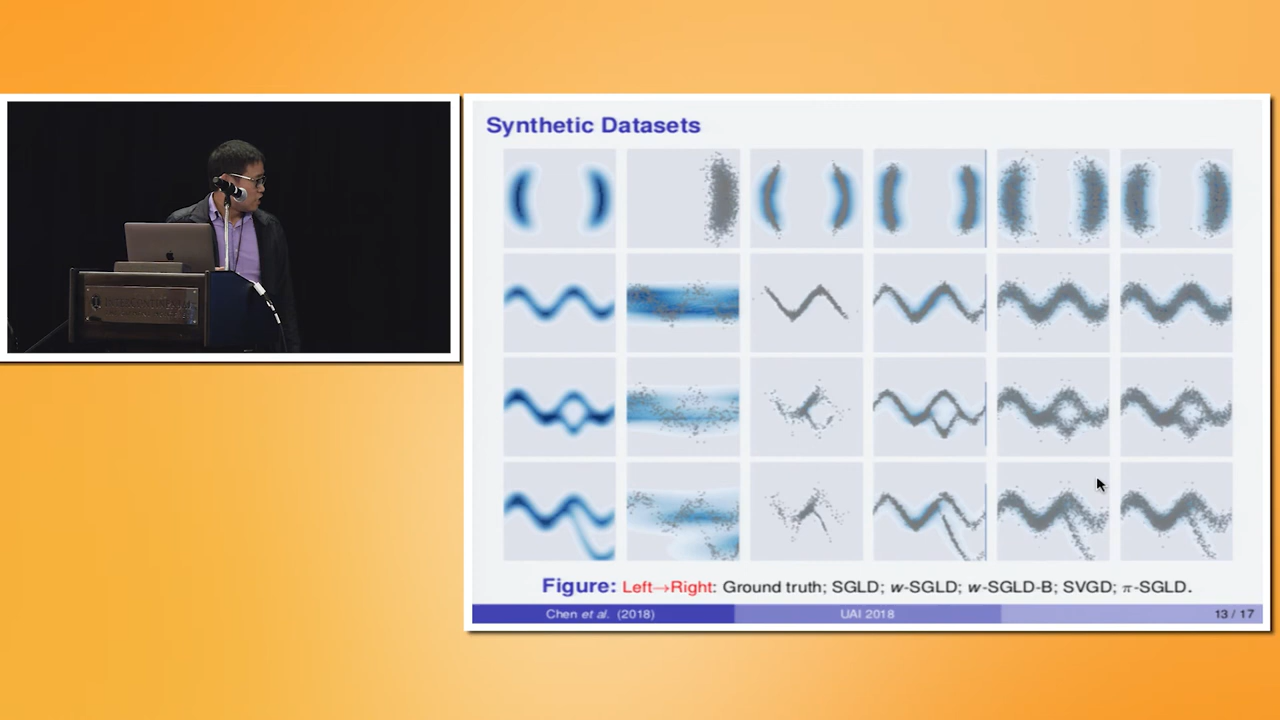 Synthetic Datasets
Figure: Left→Right: Ground truth; SGLD; w-SGLD; w-SGLD-B; SVGD; π-SGLD.
Chen et al. (2018) UAI 2018 13 / 17